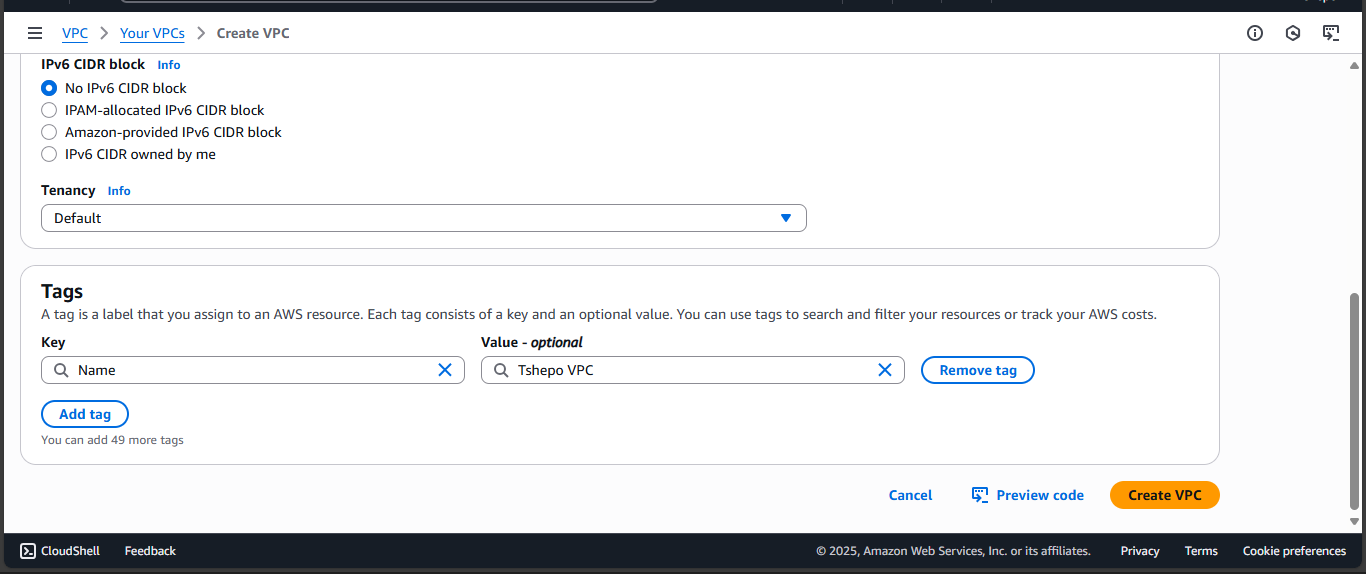 VPC > Your VPCs > Create VPC
IPv6 CIDR block Info
No IPv6 CIDR block
IPAM-allocated IPv6 CIDR block
Amazon-provided IPv6 CIDR block
IPv6 CIDR owned by me
Tenancy Info
Default
Tags
A tag is a label that you assign to an AWS resource. Each tag consists of a key and an optional value. You can use tags to search and filter your resources or track your AWS costs.
Key Value - optional
Name Tshepo VPC Remove tag
Add tag
You can add 49 more tags
Cancel Preview code Create VPC
CloudShell Feedback © 2025, Amazon Web Services, Inc. or its affiliates. Privacy Terms Cookie preferences